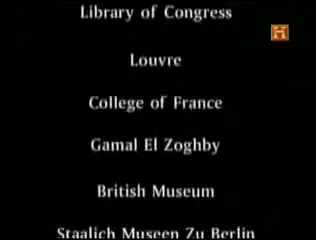 Library of Congress
Louvre
College of France
Gamal El Zoghby
British Museum
Staalich Museen Zu Berlin